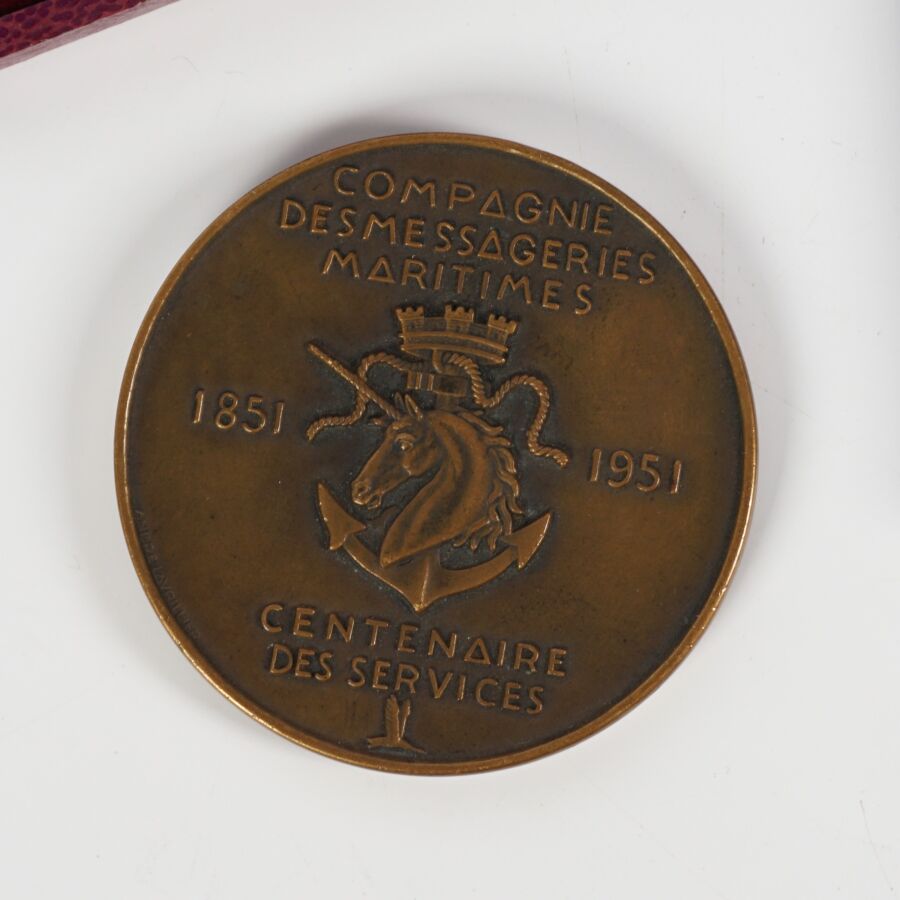 COMPAGNIE
DES MESSAGERIES
MARITIMES
1851
1951
CENTENAIRE
DES SERVICES